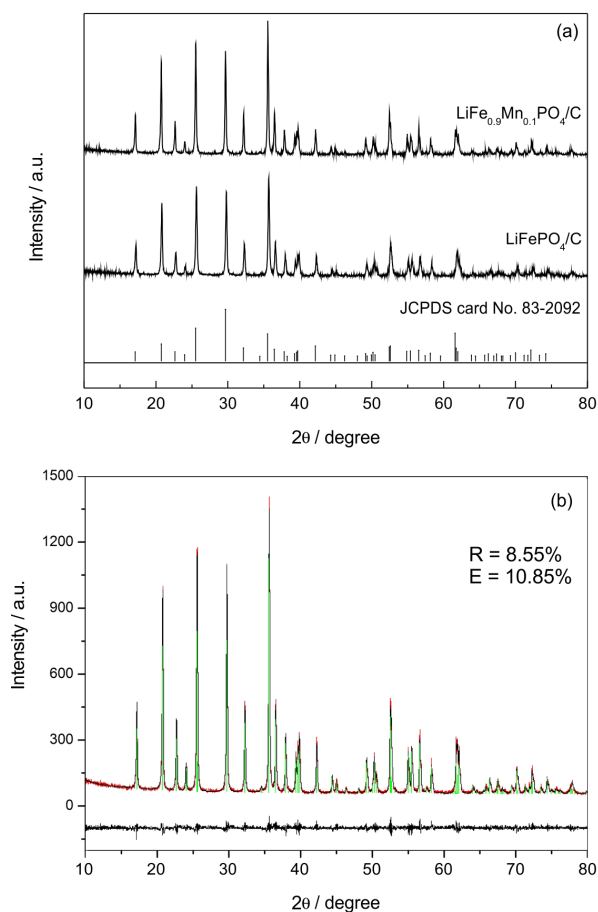 (a)
LiFe0.9Mn0.1PO4/C
LiFePO4/C
JCPDS card No. 83-2092
Intensity / a.u.
10 20 30 40 50 60 70 80
2θ / degree
1500
(b)
R = 8.55%
E = 10.85%
1200
900
600
300
0
Intensity / a.u.
10 20 30 40 50 60 70 80
2θ / degree